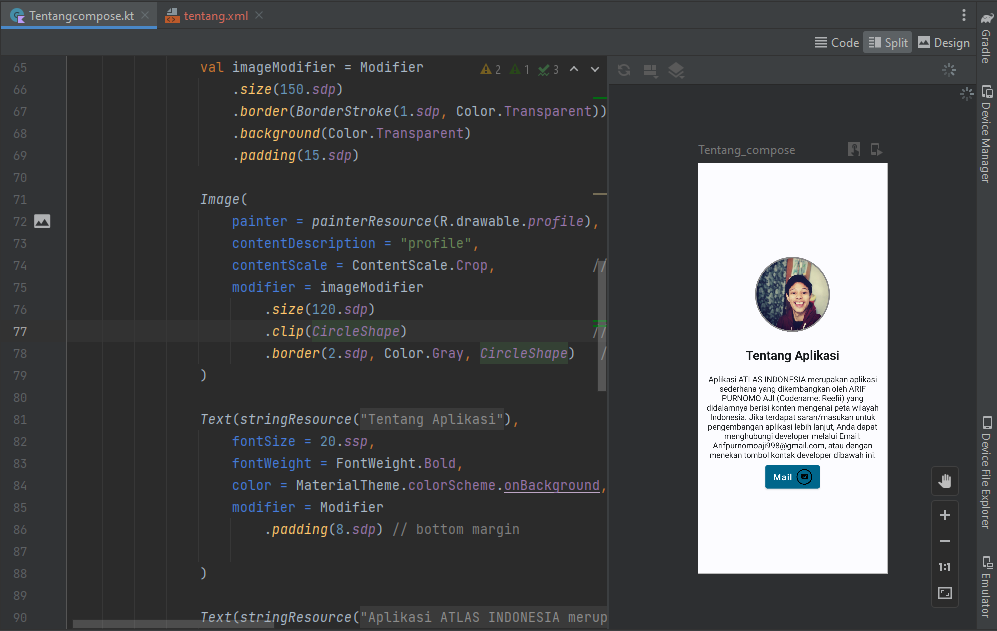 Tentangcompose.kt
tentang.xml
Code
Split
Design
65 val imageModifier = Modifier
2 1 3
66 .size(150.sdp)
67 .border(BorderStroke(1.sdp, Color.Transparent))
68 .background(Color.Transparent)
69 .padding(15.sdp)
70
71 Image(
72 painter = painterResource(R.drawable.profile),
73 contentDescription = "profile",
74 contentScale = ContentScale.Crop, //
75 modifier = imageModifier
76 .size(120.sdp)
77 .clip(CircleShape) //
78 .border(2.sdp, Color.Gray, CircleShape) /
79 )
80
81 Text(stringResource("Tentang Aplikasi"),
82 fontSize = 20.ssp,
83 fontWeight = FontWeight.Bold,
84 color = MaterialTheme.colorScheme.onBackground,
85 modifier = Modifier
86 .padding(8.sdp) // bottom margin
87
88 )
89
90 Text(stringResource("Aplikasi ATLAS INDONESIA merup
Tentang_compose
Tentang Aplikasi
Aplikasi ATLAS INDONESIA merupakan aplikasi
sederhana yang dikembangkan oleh ARIF
PURNOMO AJI (Codename: Reefii) yang
didalamnya berisi konten mengenai peta wilayah
Indonesia. Jika terdapat saran/masukan untuk
pengembangan aplikasi lebih lanjut, Anda dapat
menghubungi developer melalui Email:
Arifpurnomoaji998@gmail.com, atau dengan
menekan tombol kontak developer dibawah ini.
Mail
1:1
Gradle
Device Manager
Device File Explorer
Emulator